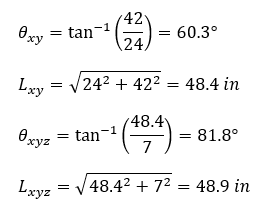 θxy = tan⁻¹(42/24) = 60.3°
Lxy = √(24² + 42²) = 48.4 in
θxyz = tan⁻¹(48.4/7) = 81.8°
Lxyz = √(48.4² + 7²) = 48.9 in